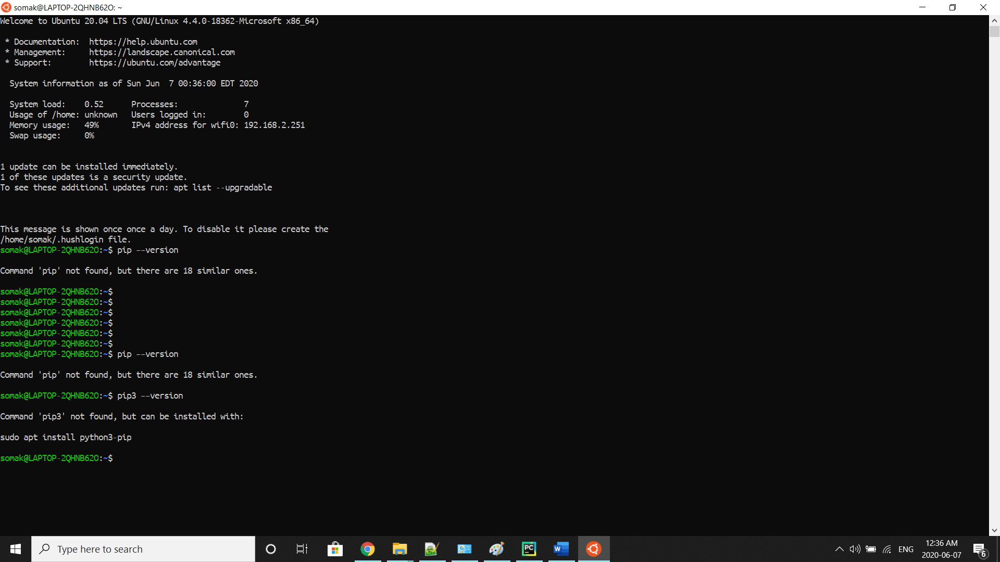 somak@LAPTOP-2QHNB62O: ~
Welcome to Ubuntu 20.04 LTS (GNU/Linux 4.4.0-18362-Microsoft x86_64)
* Documentation: https://help.ubuntu.com
* Management: https://landscape.canonical.com
* Support: https://ubuntu.com/advantage
System information as of Sun Jun 7 00:36:00 EDT 2020
System load: 0.52 Processes: 7
Usage of /home: unknown Users logged in: 0
Memory usage: 49% IPv4 address for wifi0: 192.168.2.251
Swap usage: 0%
1 update can be installed immediately.
1 of these updates is a security update.
To see these additional updates run: apt list --upgradable
This message is shown once once a day. To disable it please create the
/home/somak/.hushlogin file.
somak@LAPTOP-2QHNB62O:~$ pip --version
Command 'pip' not found, but there are 18 similar ones.
somak@LAPTOP-2QHNB62O:~$
somak@LAPTOP-2QHNB62O:~$
somak@LAPTOP-2QHNB62O:~$
somak@LAPTOP-2QHNB62O:~$
somak@LAPTOP-2QHNB62O:~$
somak@LAPTOP-2QHNB62O:~$
somak@LAPTOP-2QHNB62O:~$ pip --version
Command 'pip' not found, but there are 18 similar ones.
somak@LAPTOP-2QHNB62O:~$ pip3 --version
Command 'pip3' not found, but can be installed with:
sudo apt install python3-pip
somak@LAPTOP-2QHNB62O:~$
Type here to search
PC
W
ENG
12:36 AM
2020-06-07
6